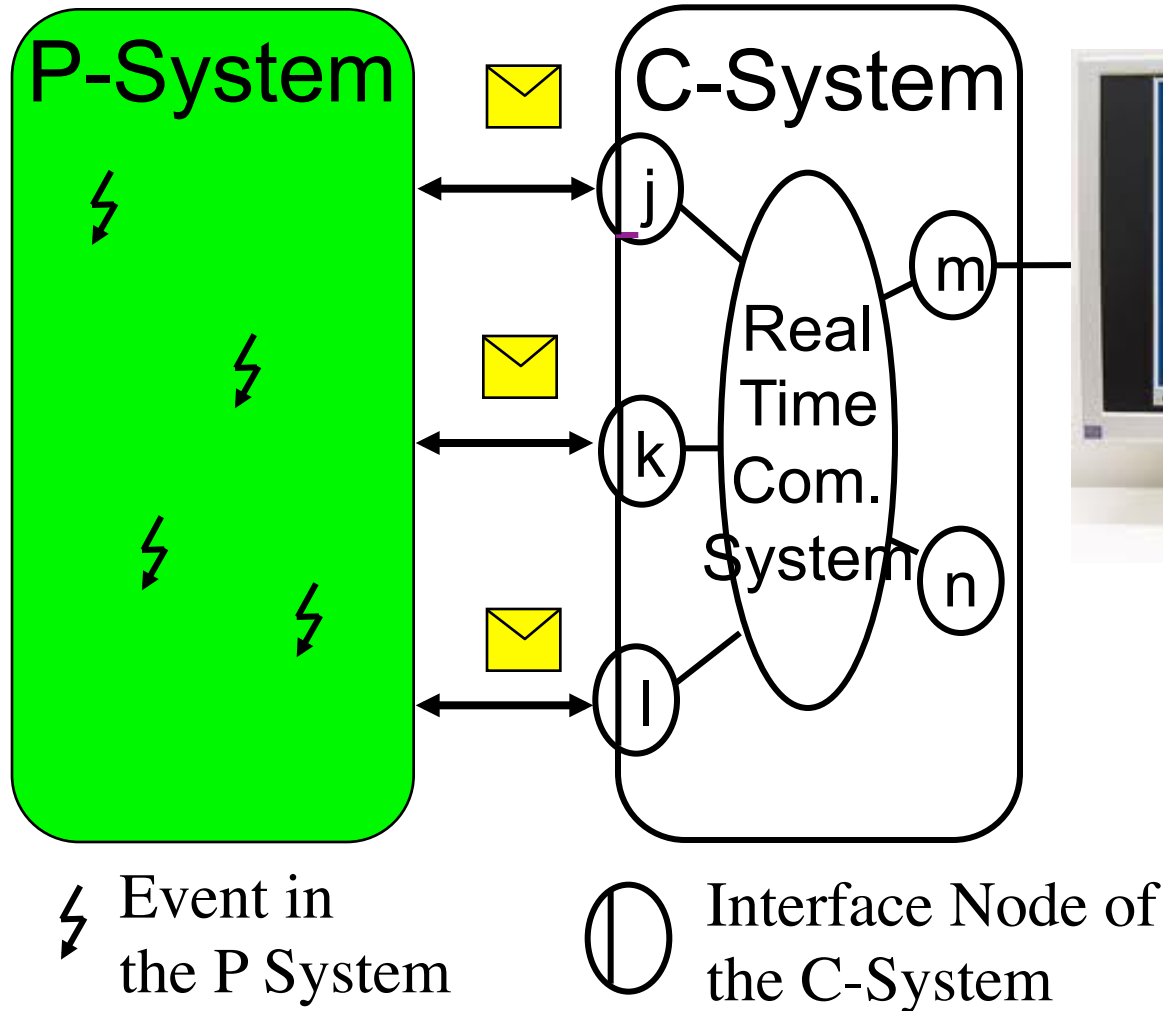 P-System
C-System
j
m
Real
Time
Com.
System
k
n
l
Event in
the P System
Interface Node of
the C-System